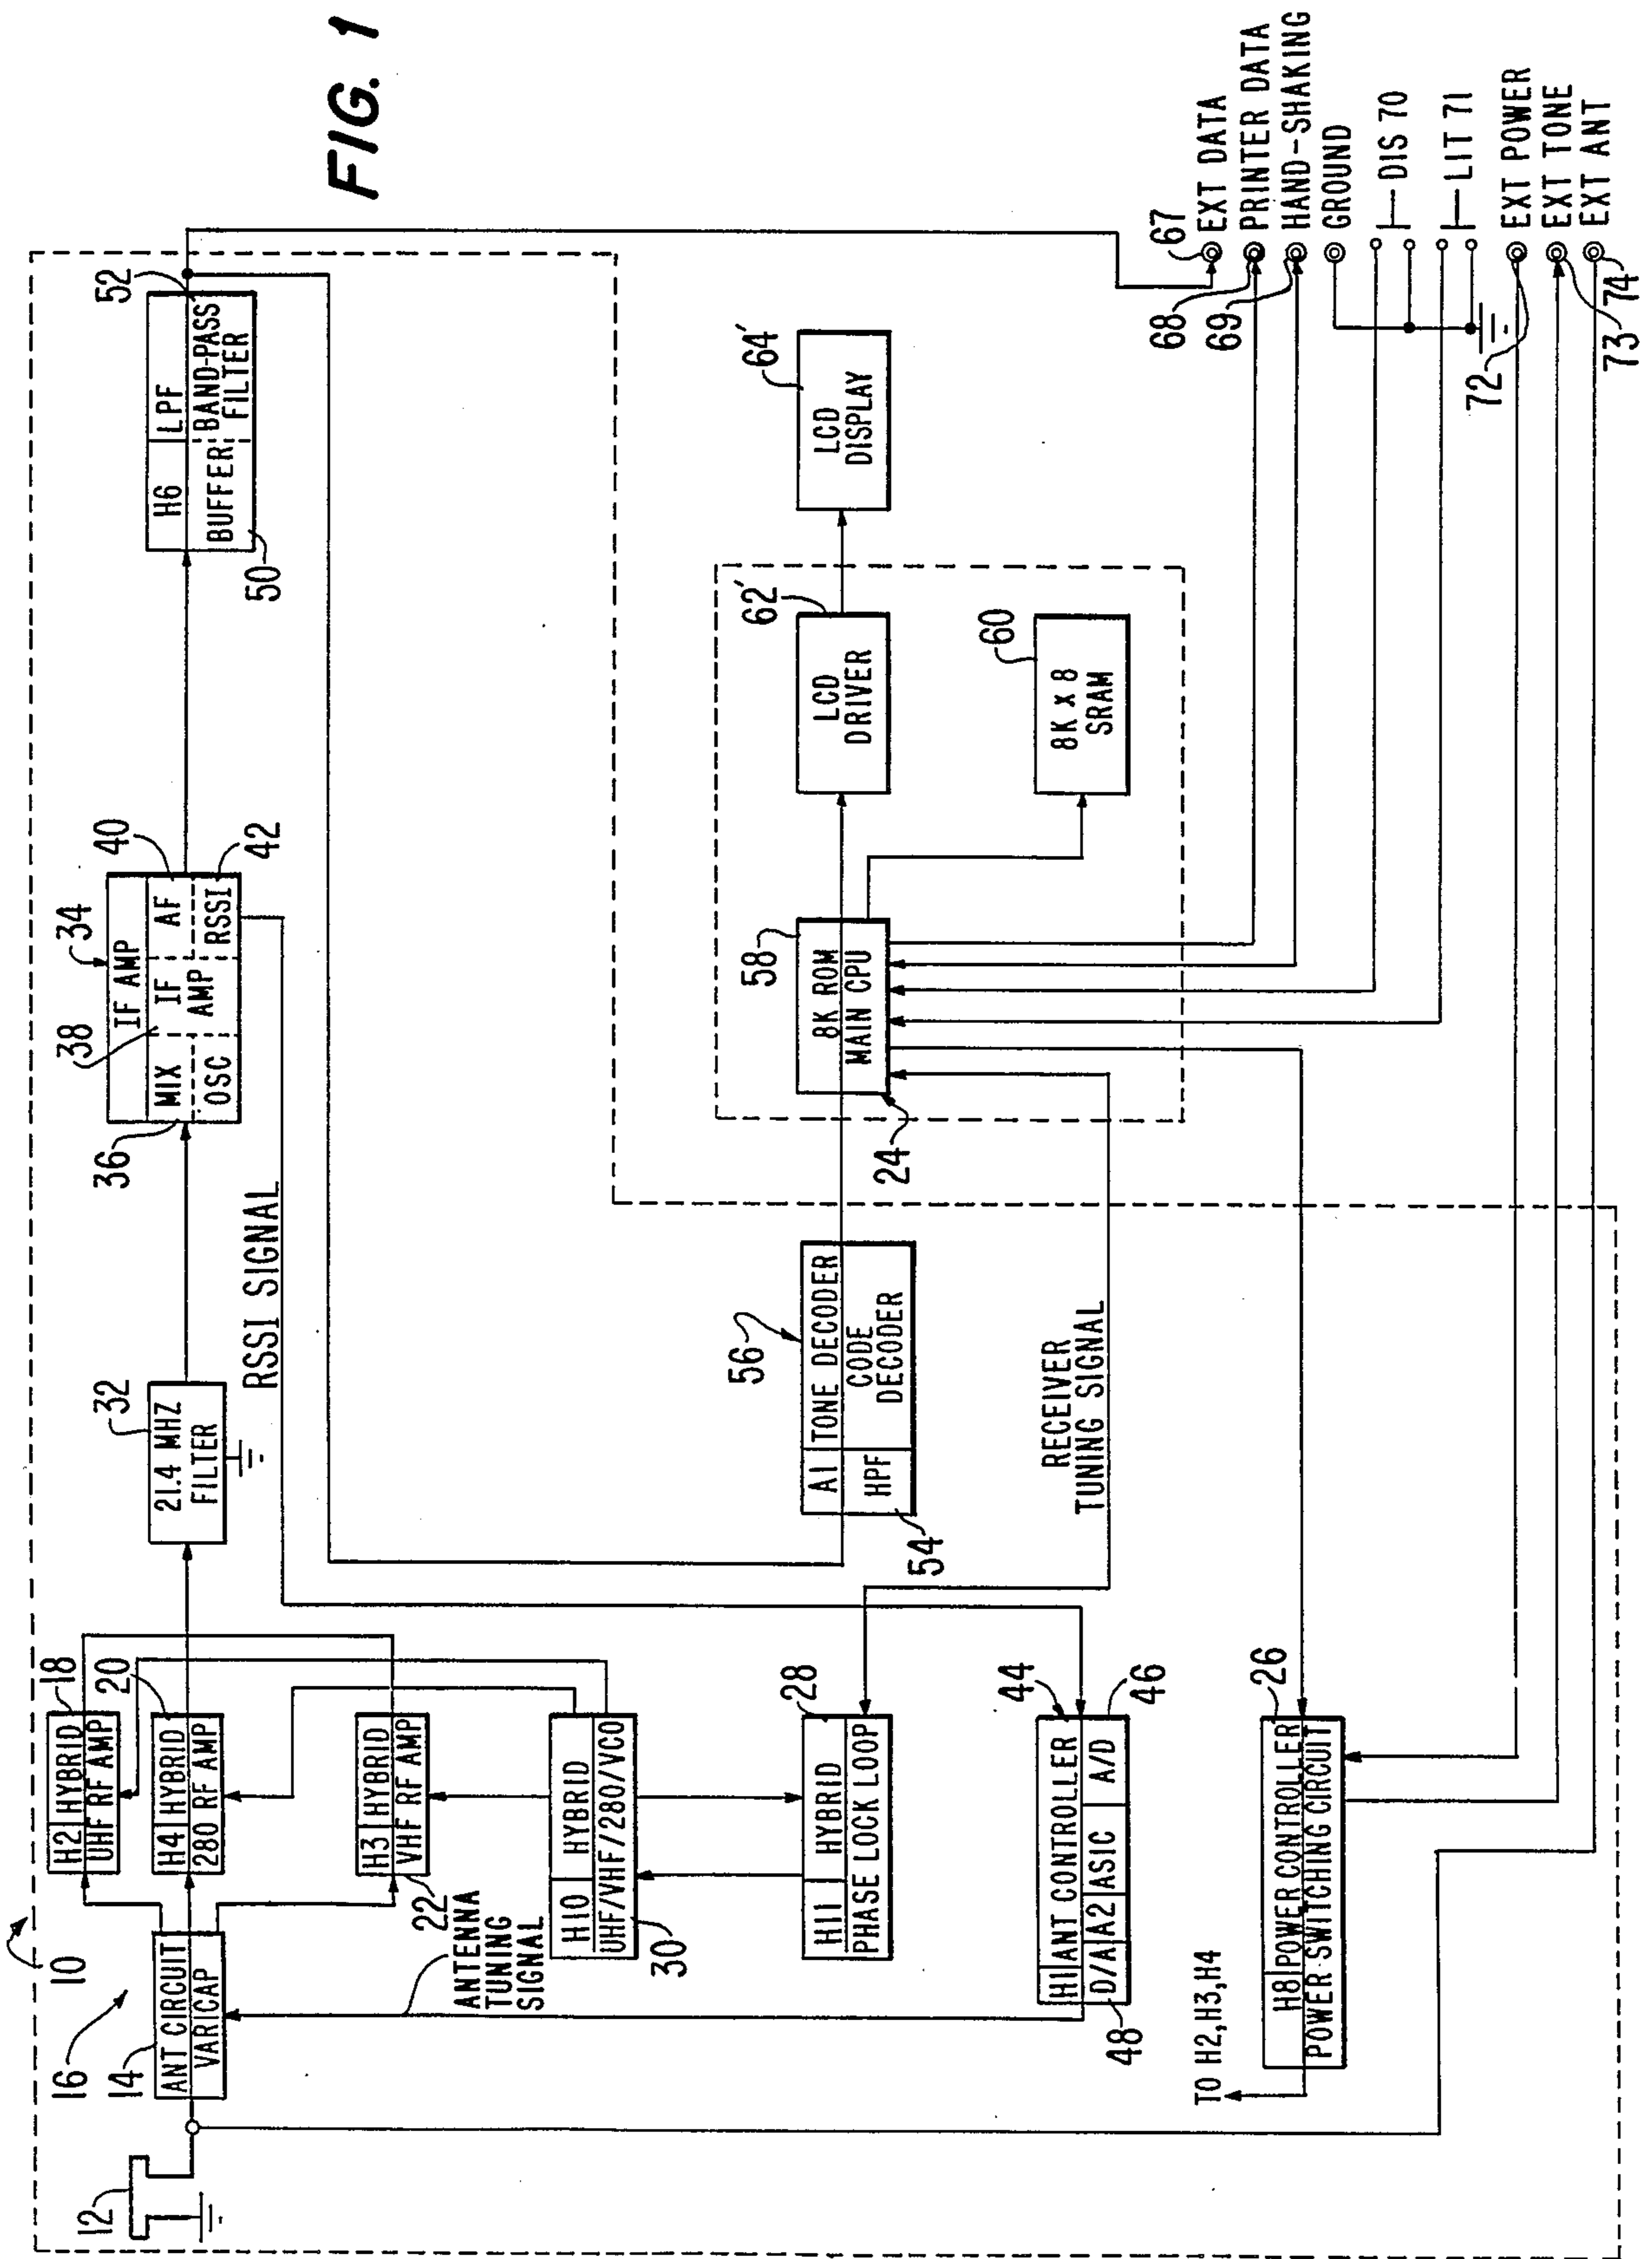 FIG. 1
10
12
16
14
ANT CIRCUIT
VARICAP
H2 HYBRID
UHF RF AMP
18
H4 HYBRID
280 RF AMP
20
H3 HYBRID
VHF RF AMP
22
ANTENNA
TUNING
SIGNAL
H10 HYBRID
UHF/VHF/280/VCO
30
H11 HYBRID
PHASE LOCK LOOP
28
H1 ANT CONTROLLER
D/A A2 ASIC A/D
44
46
48
TO H2,H3,H4
H8 POWER CONTROLLER
POWER SWITCHING CIRCUIT
26
21.4 MHZ
FILTER
32
RSSI SIGNAL
IF AMP
MIX IF AF
OSC AMP RSSI
34
36
38
40
42
H6 LPF
BUFFER BAND-PASS
FILTER
50
52
A1 TONE DECODER
HPF CODE
DECODER
54
56
RECEIVER
TUNING SIGNAL
8K ROM
MAIN CPU
58
24
LCD
DRIVER
62'
8K x 8
SRAM
60
LCD
DISPLAY
64'
67
EXT DATA
68
PRINTER DATA
69
HAND-SHAKING
GROUND
DIS 70
LIT 71
72
EXT POWER
73
EXT TONE
74
EXT ANT